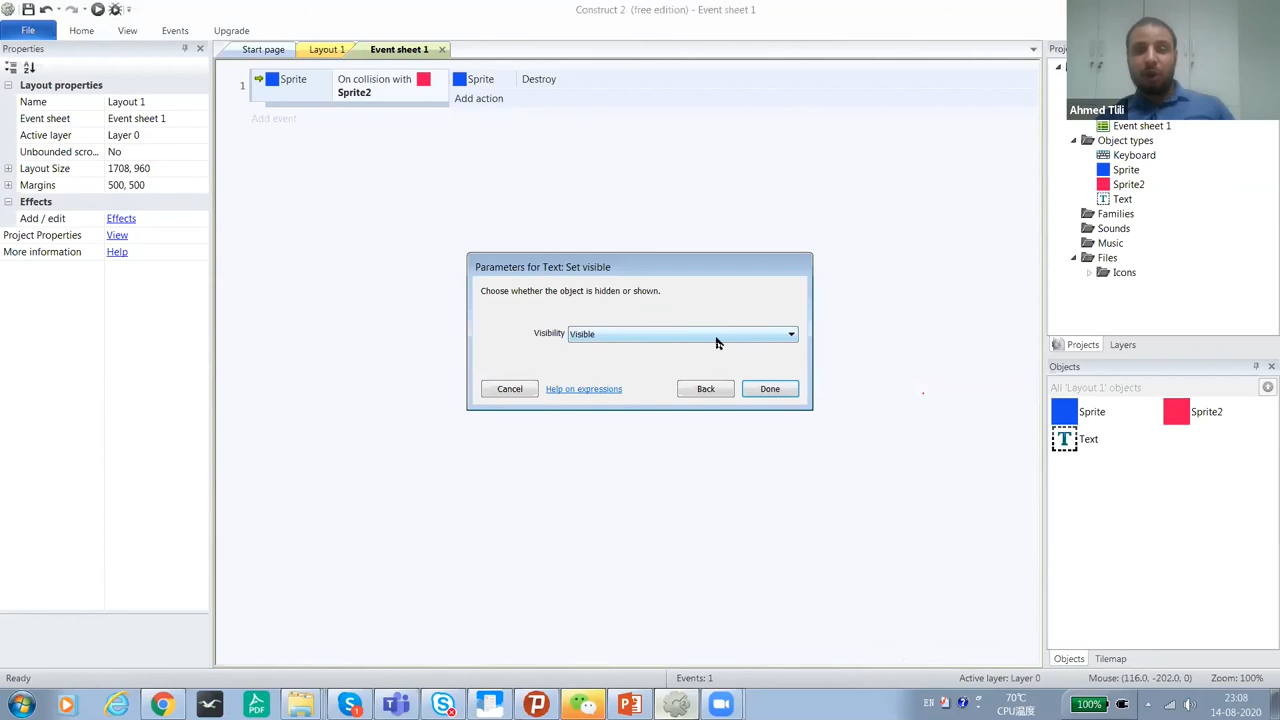 Construct 2 (free edition) - Event sheet 1
File
Home
View
Events
Upgrade
Properties
Layout properties
Name Layout 1
Event sheet Event sheet 1
Active layer Layer 0
Unbounded scro... No
Layout Size 1708, 960
Margins 500, 500
Effects
Add / edit Effects
Project Properties View
More information Help
Start page
Layout 1
Event sheet 1
1
Sprite
On collision with
Sprite2
Sprite
Destroy
Add action
Add event
Parameters for Text: Set visible
Choose whether the object is hidden or shown.
Visibility Visible
Cancel
Help on expressions
Back
Done
Ahmed Tlili
Event sheet 1
Object types
Keyboard
Sprite
Sprite2
Text
Families
Sounds
Music
Files
Icons
Projects
Layers
Objects
All 'Layout 1' objects
Sprite
Sprite2
Text
Objects
Tilemap
Ready
Events: 1
Active layer: Layer 0
Mouse: (116.0, -202.0, 0)
Zoom: 100%
EN
70℃
CPU温度
100%
23:08
14-08-2020